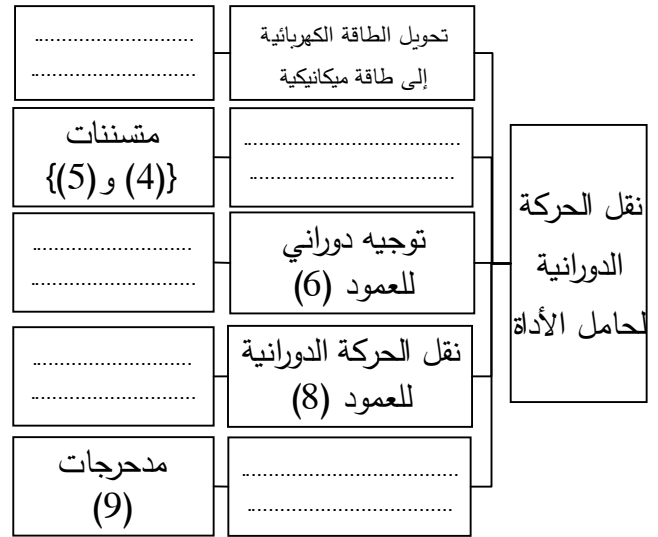 نقل الحركة
الدورانية
لحامل الأداة
تحويل الطاقة الكهربائية
إلى طاقة ميكانيكية
..........................................
..........................................
..........................................
..........................................
متسننات
{(4) و (5)}
توجيه دوراني
للعمود (6)
..........................................
..........................................
نقل الحركة الدورانية
للعمود (8)
..........................................
..........................................
..........................................
..........................................
مدحرجات
(9)